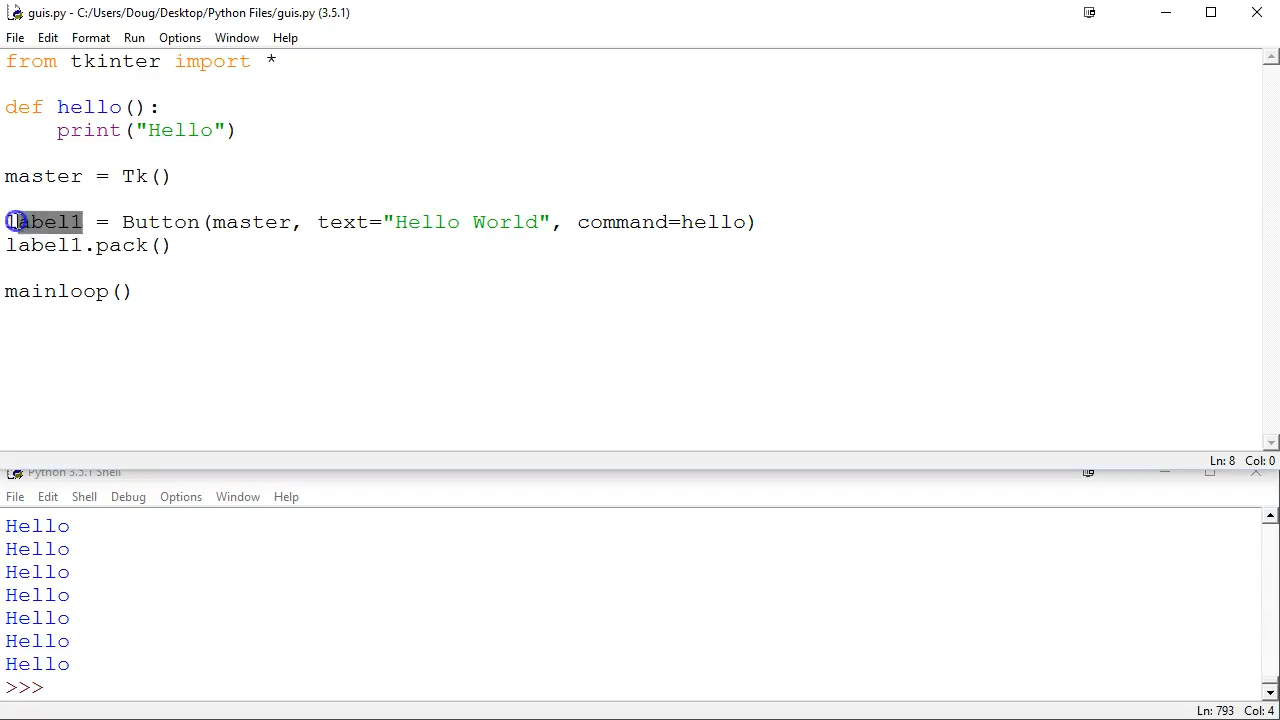 guis.py - C:/Users/Doug/Desktop/Python Files/guis.py (3.5.1)
File Edit Format Run Options Window Help
from tkinter import *
def hello():
    print("Hello")
master = Tk()
label1 = Button(master, text="Hello World", command=hello)
label1.pack()
mainloop()
Ln: 8 Col: 0
Python 3.5.1 Shell
File Edit Shell Debug Options Window Help
Hello
Hello
Hello
Hello
Hello
Hello
Hello
>>>
Ln: 793 Col: 4